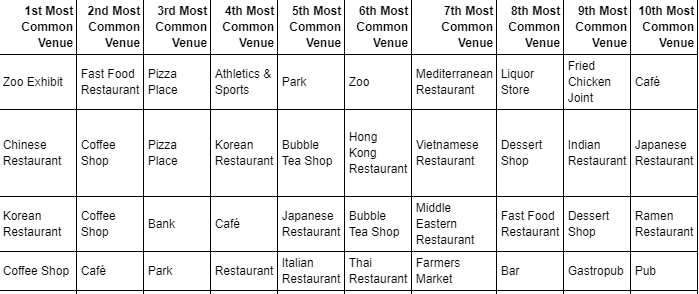 1st Most Common Venue 2nd Most Common Venue 3rd Most Common Venue 4th Most Common Venue 5th Most Common Venue 6th Most Common Venue 7th Most Common Venue 8th Most Common Venue 9th Most Common Venue 10th Most Common Venue
Zoo Exhibit Fast Food Restaurant Pizza Place Athletics & Sports Park Zoo Mediterranean Restaurant Liquor Store Fried Chicken Joint Café
Chinese Restaurant Coffee Shop Pizza Place Korean Restaurant Bubble Tea Shop Hong Kong Restaurant Vietnamese Restaurant Dessert Shop Indian Restaurant Japanese Restaurant
Korean Restaurant Coffee Shop Bank Café Japanese Restaurant Bubble Tea Shop Middle Eastern Restaurant Fast Food Restaurant Dessert Shop Ramen Restaurant
Coffee Shop Café Park Restaurant Italian Restaurant Thai Restaurant Farmers Market Bar Gastropub Pub